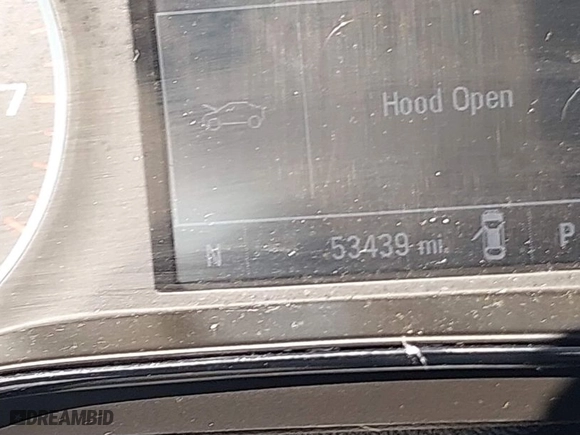 7
Hood Open
N 53439 mi. P
DREAMBID